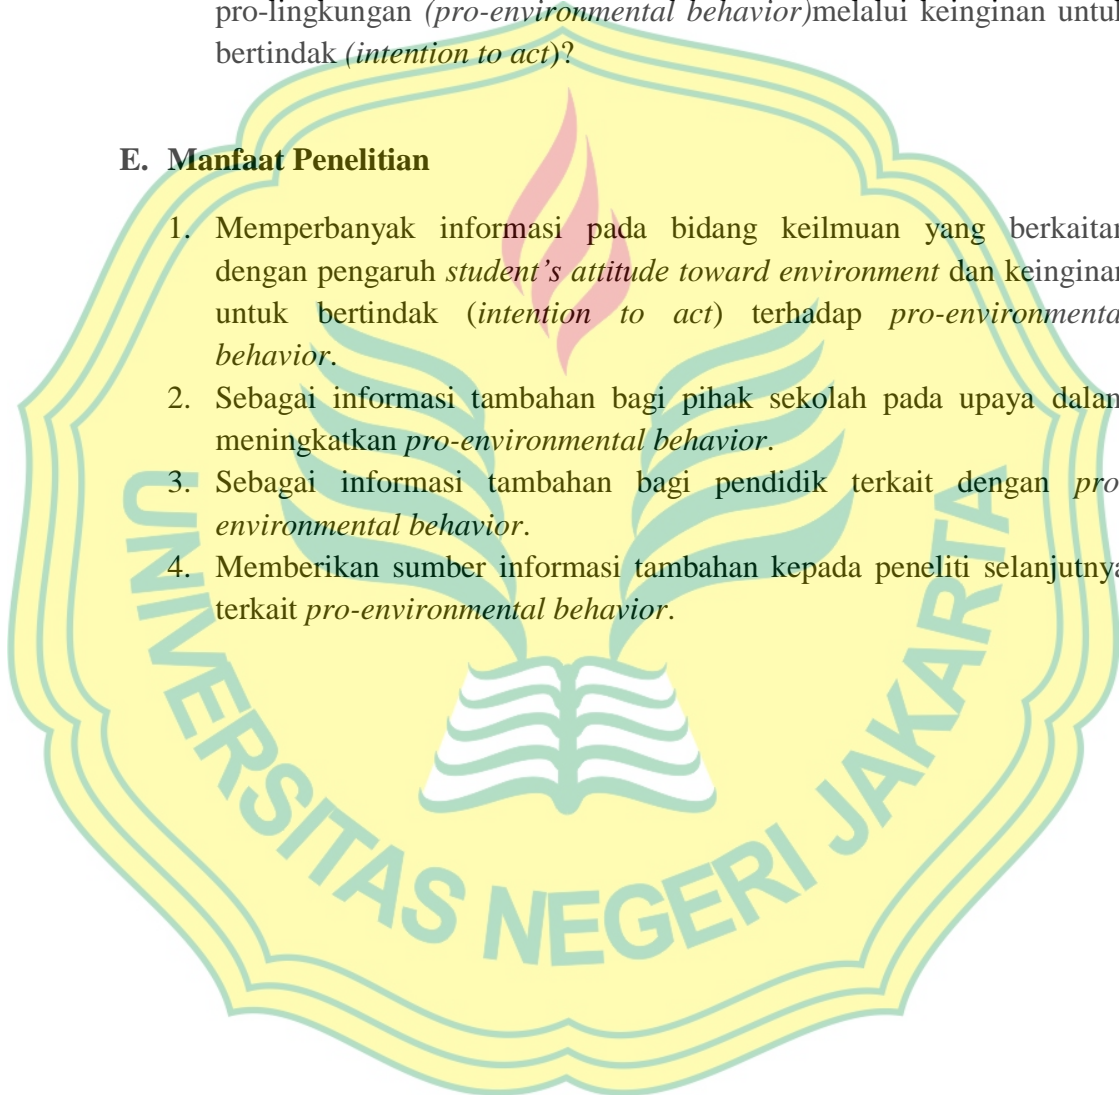 pro-lingkungan (pro-environmental behavior)melalui keinginan untuk
bertindak (intention to act)?
E. Manfaat Penelitian
1. Memperbanyak informasi pada bidang keilmuan yang berkaitan
dengan pengaruh student's attitude toward environment dan keinginan
untuk bertindak (intention to act) terhadap pro-environmental
behavior.
2. Sebagai informasi tambahan bagi pihak sekolah pada upaya dalam
meningkatkan pro-environmental behavior.
3. Sebagai informasi tambahan bagi pendidik terkait dengan pro-
environmental behavior.
4. Memberikan sumber informasi tambahan kepada peneliti selanjutnya
terkait pro-environmental behavior.
UNIVERSITAS NEGERI JAKARTA